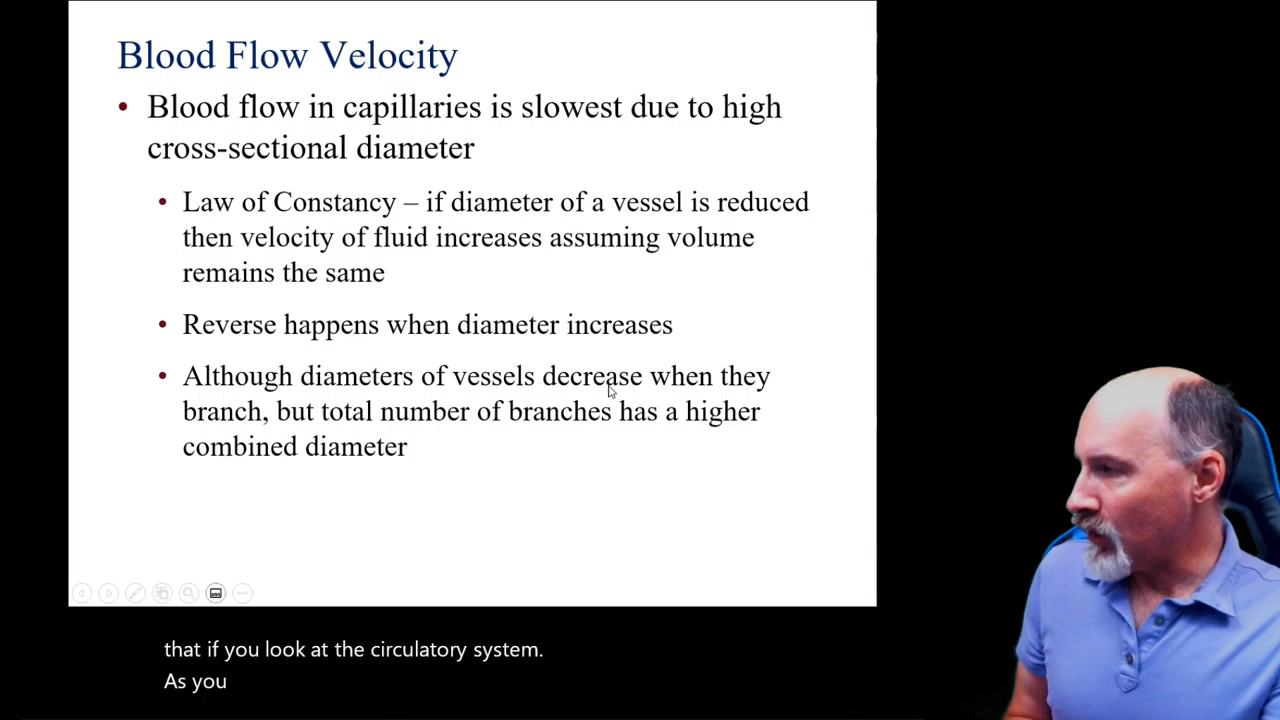 Blood Flow Velocity
• Blood flow in capillaries is slowest due to high
cross-sectional diameter
• Law of Constancy – if diameter of a vessel is reduced
then velocity of fluid increases assuming volume
remains the same
• Reverse happens when diameter increases
• Although diameters of vessels decrease when they
branch, but total number of branches has a higher
combined diameter
that if you look at the circulatory system.
As you